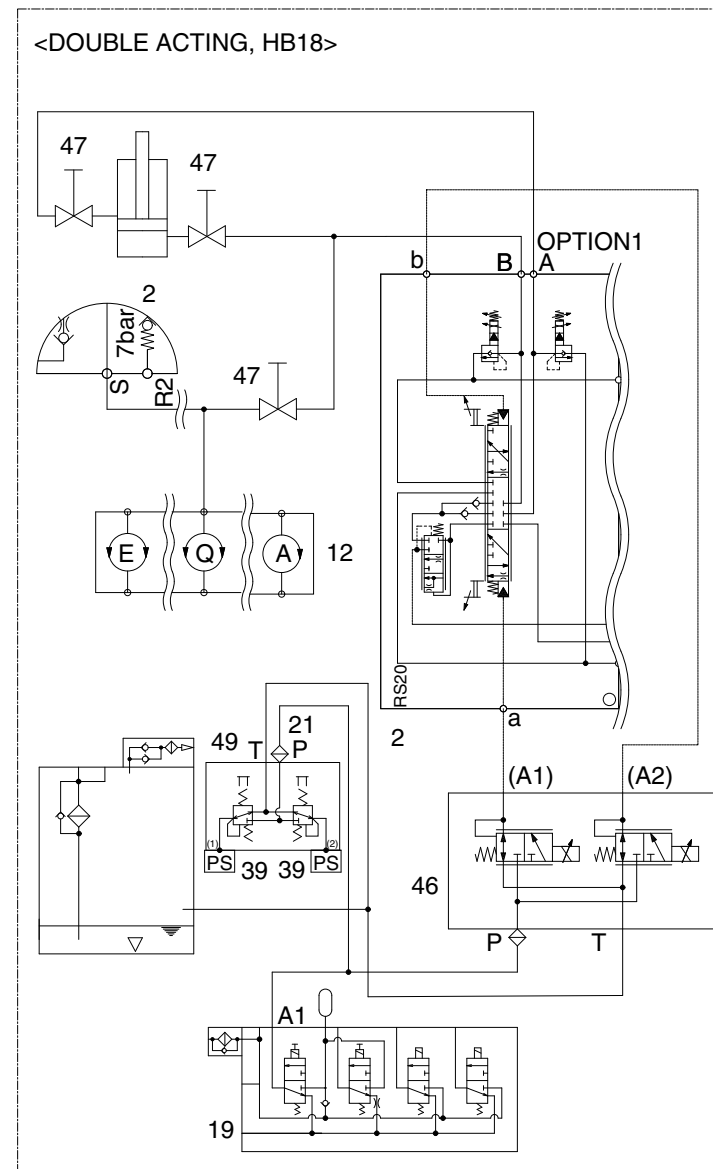 <DOUBLE ACTING, HB18>
47
47
OPTION1
b
B
A
2
7bar
S
R2
47
E
Q
A
12
RS20
2
a
21
49
T
P
(A1)
(A2)
(1)
(2)
PS
39
39
PS
46
P
T
A1
19